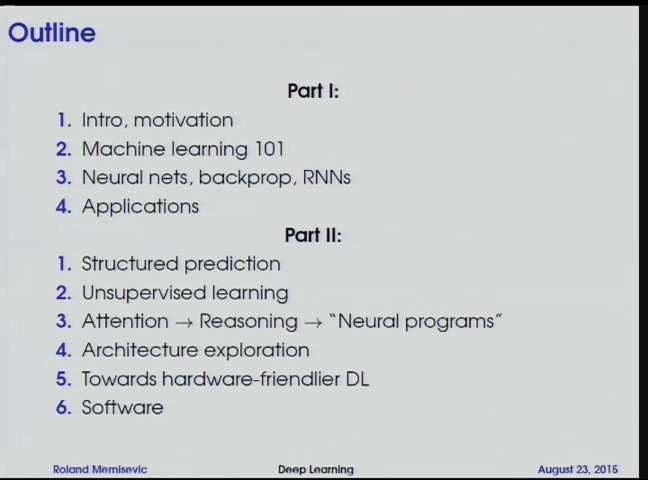 Outline
Part I:
1. Intro, motivation
2. Machine learning 101
3. Neural nets, backprop, RNNs
4. Applications
Part II:
1. Structured prediction
2. Unsupervised learning
3. Attention → Reasoning → “Neural programs”
4. Architecture exploration
5. Towards hardware-friendlier DL
6. Software
Roland Memisevic Deep Learning August 23, 2015